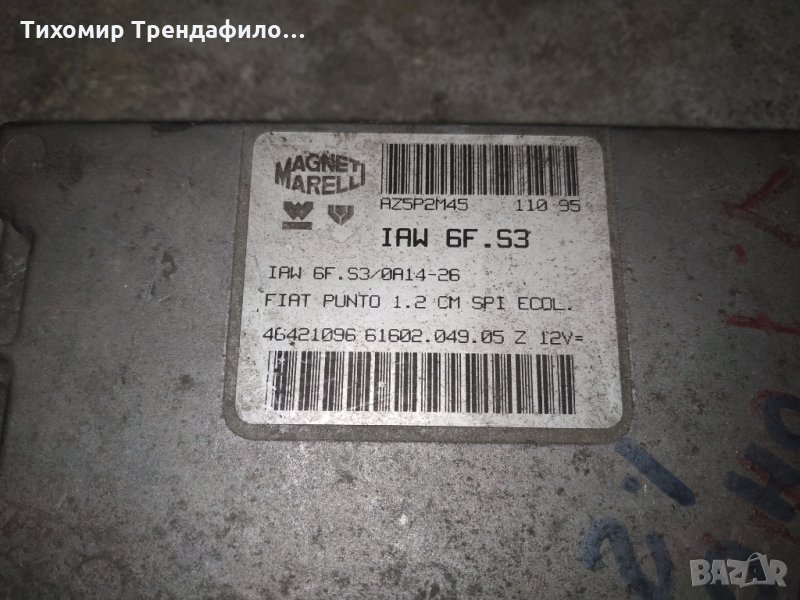 Тихомир Трендафило...
MAGNETI
MARELLI
AZ5P2M45 110 95
IAW 6F.S3
IAW 6F.S3/0A14-26
FIAT PUNTO 1.2 CM SPI ECOL.
46421096 61602.049.05 Z 12V=
BAZAR